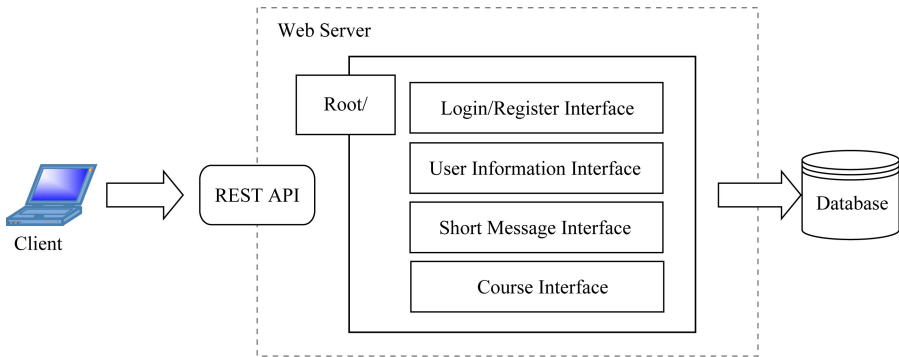 Web Server
Root/
Login/Register Interface
User Information Interface
REST API
Short Message Interface
Course Interface
Client
Database